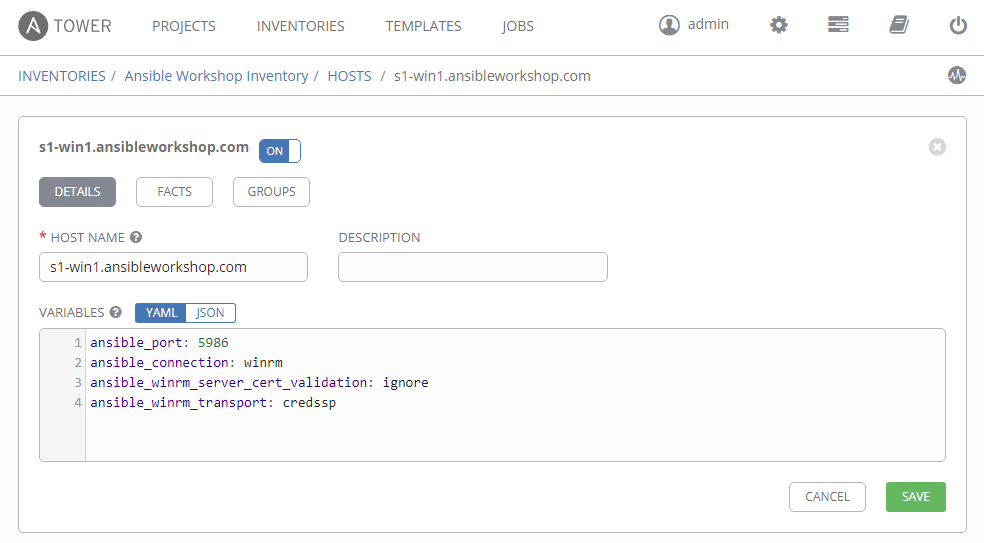 A TOWER PROJECTS INVENTORIES TEMPLATES JOBS admin
INVENTORIES / Ansible Workshop Inventory / HOSTS / s1-win1.ansibleworkshop.com
s1-win1.ansibleworkshop.com ON
DETAILS FACTS GROUPS
* HOST NAME ? DESCRIPTION
s1-win1.ansibleworkshop.com
VARIABLES ? YAML JSON
1 ansible_port: 5986
2 ansible_connection: winrm
3 ansible_winrm_server_cert_validation: ignore
4 ansible_winrm_transport: credssp
CANCEL SAVE